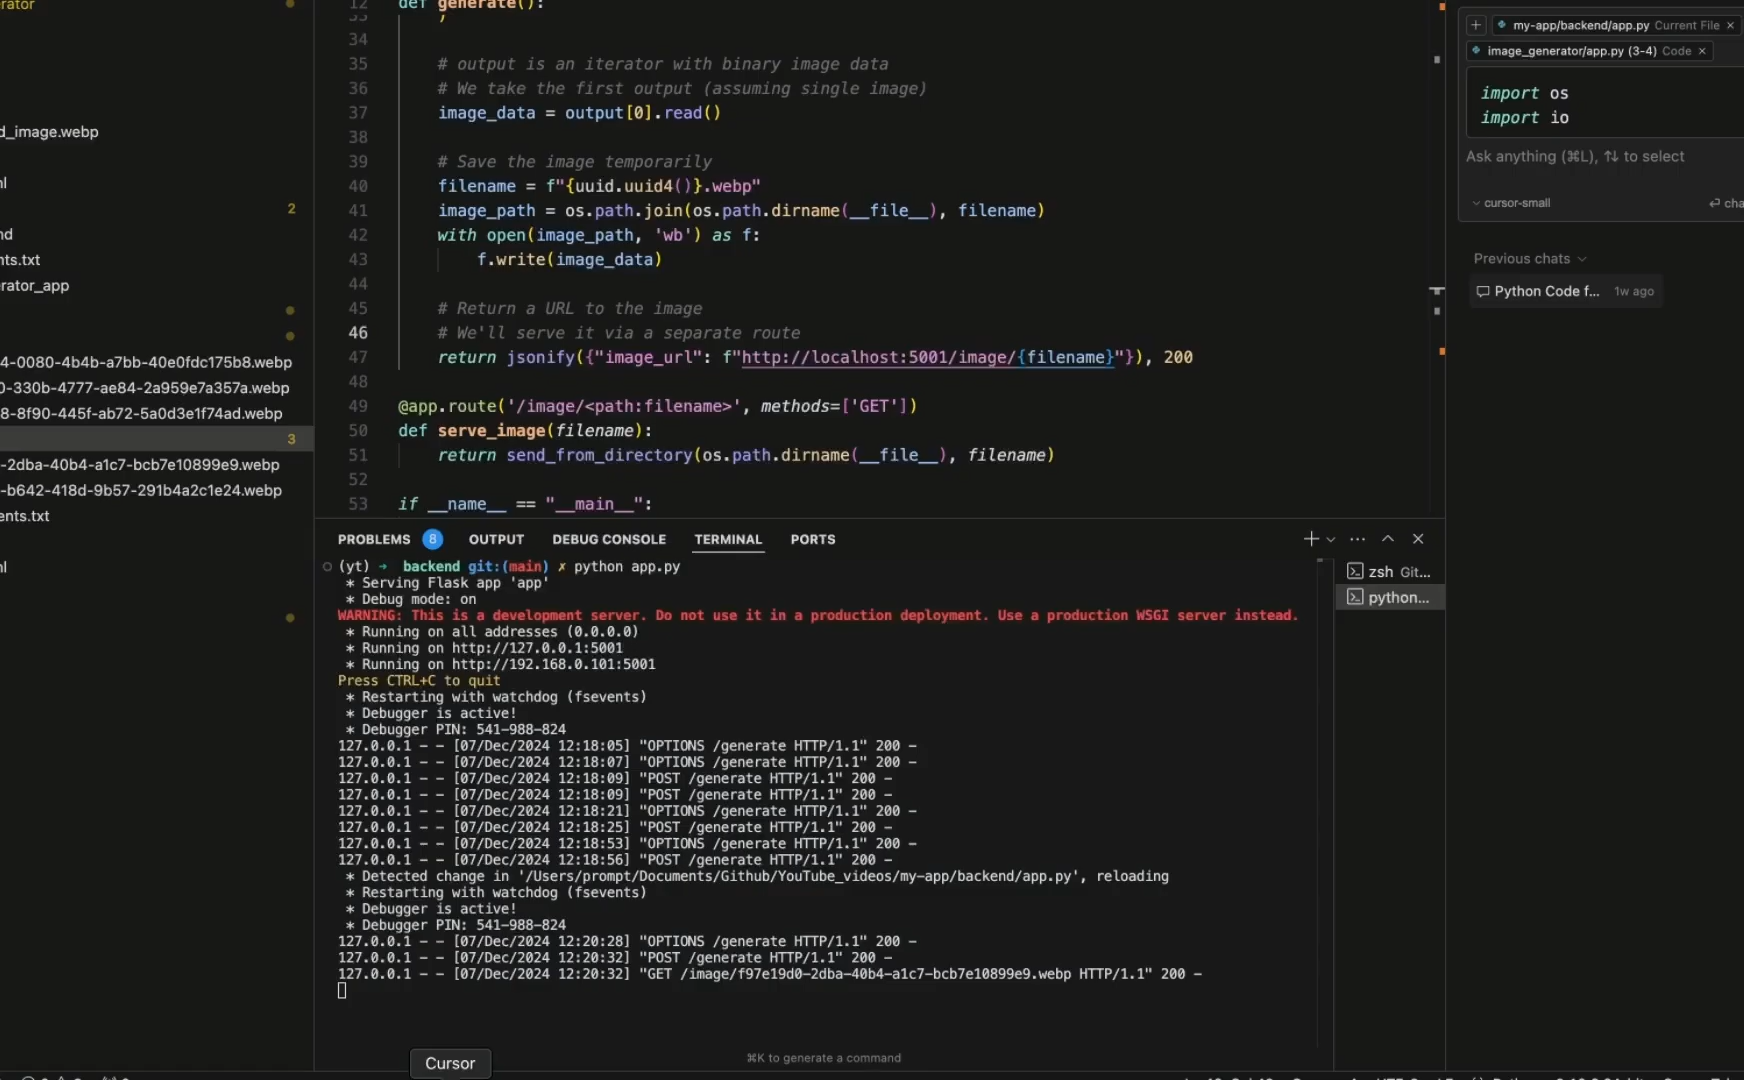 erator
d_image.webp
nl
2
nd
nts.txt
erator_app
4-0080-4b4b-a7bb-40e0fdc175b8.webp
0-330b-4777-ae84-2a959e7a357a.webp
8-8f90-445f-ab72-5a0d3e1f74ad.webp
3
-2dba-40b4-a1c7-bcb7e10899e9.webp
-b642-418d-9b57-291b4a2c1e24.webp
ents.txt
nl
12 def generate():
33 )
34
35 # output is an iterator with binary image data
36 # We take the first output (assuming single image)
37 image_data = output[0].read()
38
39 # Save the image temporarily
40 filename = f"{uuid.uuid4()}.webp"
41 image_path = os.path.join(os.path.dirname(__file__), filename)
42 with open(image_path, 'wb') as f:
43 f.write(image_data)
44
45 # Return a URL to the image
46 # We'll serve it via a separate route
47 return jsonify({"image_url": f"http://localhost:5001/image/{filename}"}), 200
48
49 @app.route('/image/<path:filename>', methods=['GET'])
50 def serve_image(filename):
51 return send_from_directory(os.path.dirname(__file__), filename)
52
53 if __name__ == "__main__":
PROBLEMS 8 OUTPUT DEBUG CONSOLE TERMINAL PORTS
(yt) ➜ backend git:(main) ✗ python app.py
* Serving Flask app 'app'
* Debug mode: on
WARNING: This is a development server. Do not use it in a production deployment. Use a production WSGI server instead.
* Running on all addresses (0.0.0.0)
* Running on http://127.0.0.1:5001
* Running on http://192.168.0.101:5001
Press CTRL+C to quit
* Restarting with watchdog (fsevents)
* Debugger is active!
* Debugger PIN: 541-988-824
127.0.0.1 - - [07/Dec/2024 12:18:05] "OPTIONS /generate HTTP/1.1" 200 -
127.0.0.1 - - [07/Dec/2024 12:18:07] "OPTIONS /generate HTTP/1.1" 200 -
127.0.0.1 - - [07/Dec/2024 12:18:09] "POST /generate HTTP/1.1" 200 -
127.0.0.1 - - [07/Dec/2024 12:18:09] "POST /generate HTTP/1.1" 200 -
127.0.0.1 - - [07/Dec/2024 12:18:21] "OPTIONS /generate HTTP/1.1" 200 -
127.0.0.1 - - [07/Dec/2024 12:18:25] "POST /generate HTTP/1.1" 200 -
127.0.0.1 - - [07/Dec/2024 12:18:53] "OPTIONS /generate HTTP/1.1" 200 -
127.0.0.1 - - [07/Dec/2024 12:18:56] "POST /generate HTTP/1.1" 200 -
* Detected change in '/Users/prompt/Documents/Github/YouTube_videos/my-app/backend/app.py', reloading
* Restarting with watchdog (fsevents)
* Debugger is active!
* Debugger PIN: 541-988-824
127.0.0.1 - - [07/Dec/2024 12:20:28] "OPTIONS /generate HTTP/1.1" 200 -
127.0.0.1 - - [07/Dec/2024 12:20:32] "POST /generate HTTP/1.1" 200 -
127.0.0.1 - - [07/Dec/2024 12:20:32] "GET /image/f97e19d0-2dba-40b4-a1c7-bcb7e10899e9.webp HTTP/1.1" 200 -
⌘K to generate a command
Cursor
zsh Git...
python...
my-app/backend/app.py Current File ×
image_generator/app.py (3-4) Code ×
import os
import io
Ask anything (⌘L), ⇅ to select
cursor-small
⏎ cha
Previous chats
Python Code f... 1w ago